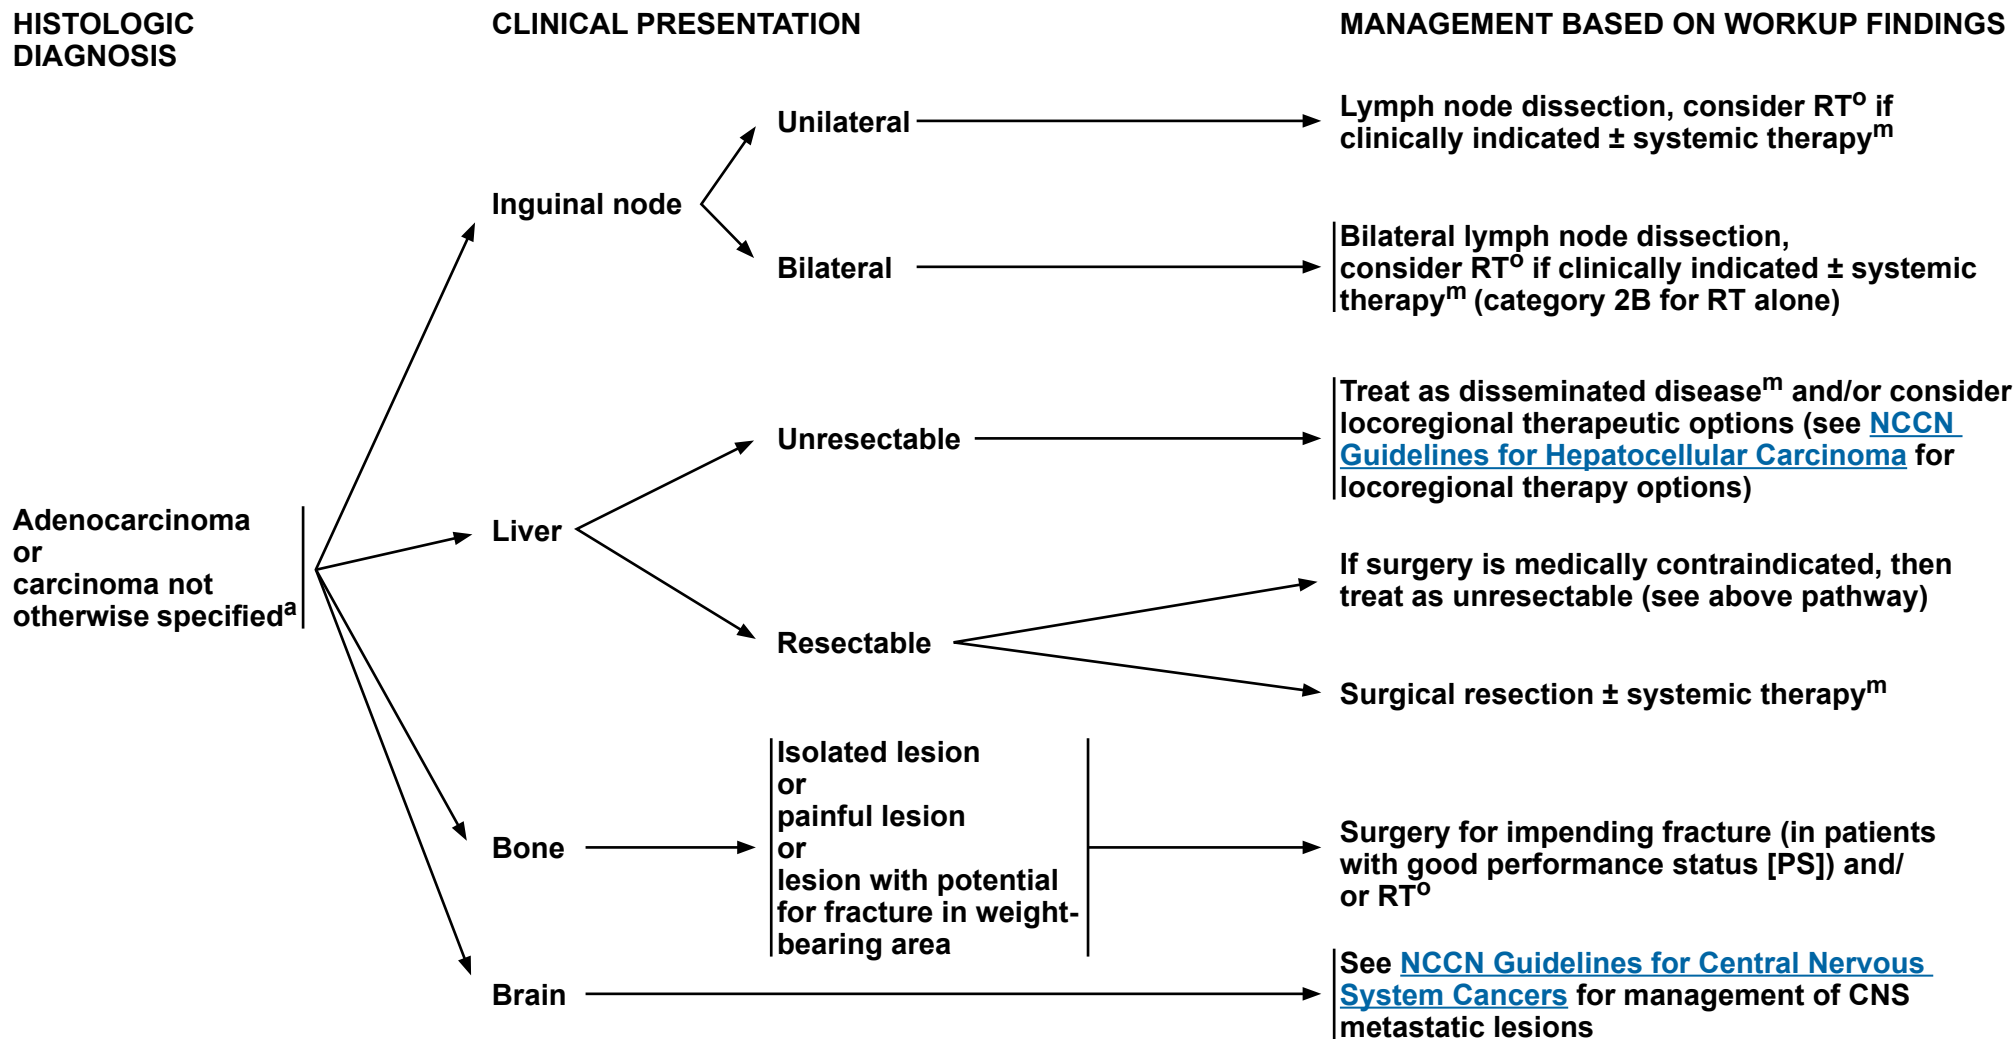 HISTOLOGIC
DIAGNOSIS
CLINICAL PRESENTATION
MANAGEMENT BASED ON WORKUP FINDINGS
Adenocarcinoma
or
carcinoma not
otherwise specifiedᵃ
Inguinal node
Unilateral
Lymph node dissection, consider RTᵒ if
clinically indicated ± systemic therapyᵐ
Bilateral
Bilateral lymph node dissection,
consider RTᵒ if clinically indicated ± systemic
therapyᵐ (category 2B for RT alone)
Liver
Unresectable
Treat as disseminated diseaseᵐ and/or consider
locoregional therapeutic options (see NCCN
Guidelines for Hepatocellular Carcinoma for
locoregional therapy options)
Resectable
If surgery is medically contraindicated, then
treat as unresectable (see above pathway)
Surgical resection ± systemic therapyᵐ
Bone
Isolated lesion
or
painful lesion
or
lesion with potential
for fracture in weight-
bearing area
Surgery for impending fracture (in patients
with good performance status [PS]) and/
or RTᵒ
Brain
See NCCN Guidelines for Central Nervous
System Cancers for management of CNS
metastatic lesions